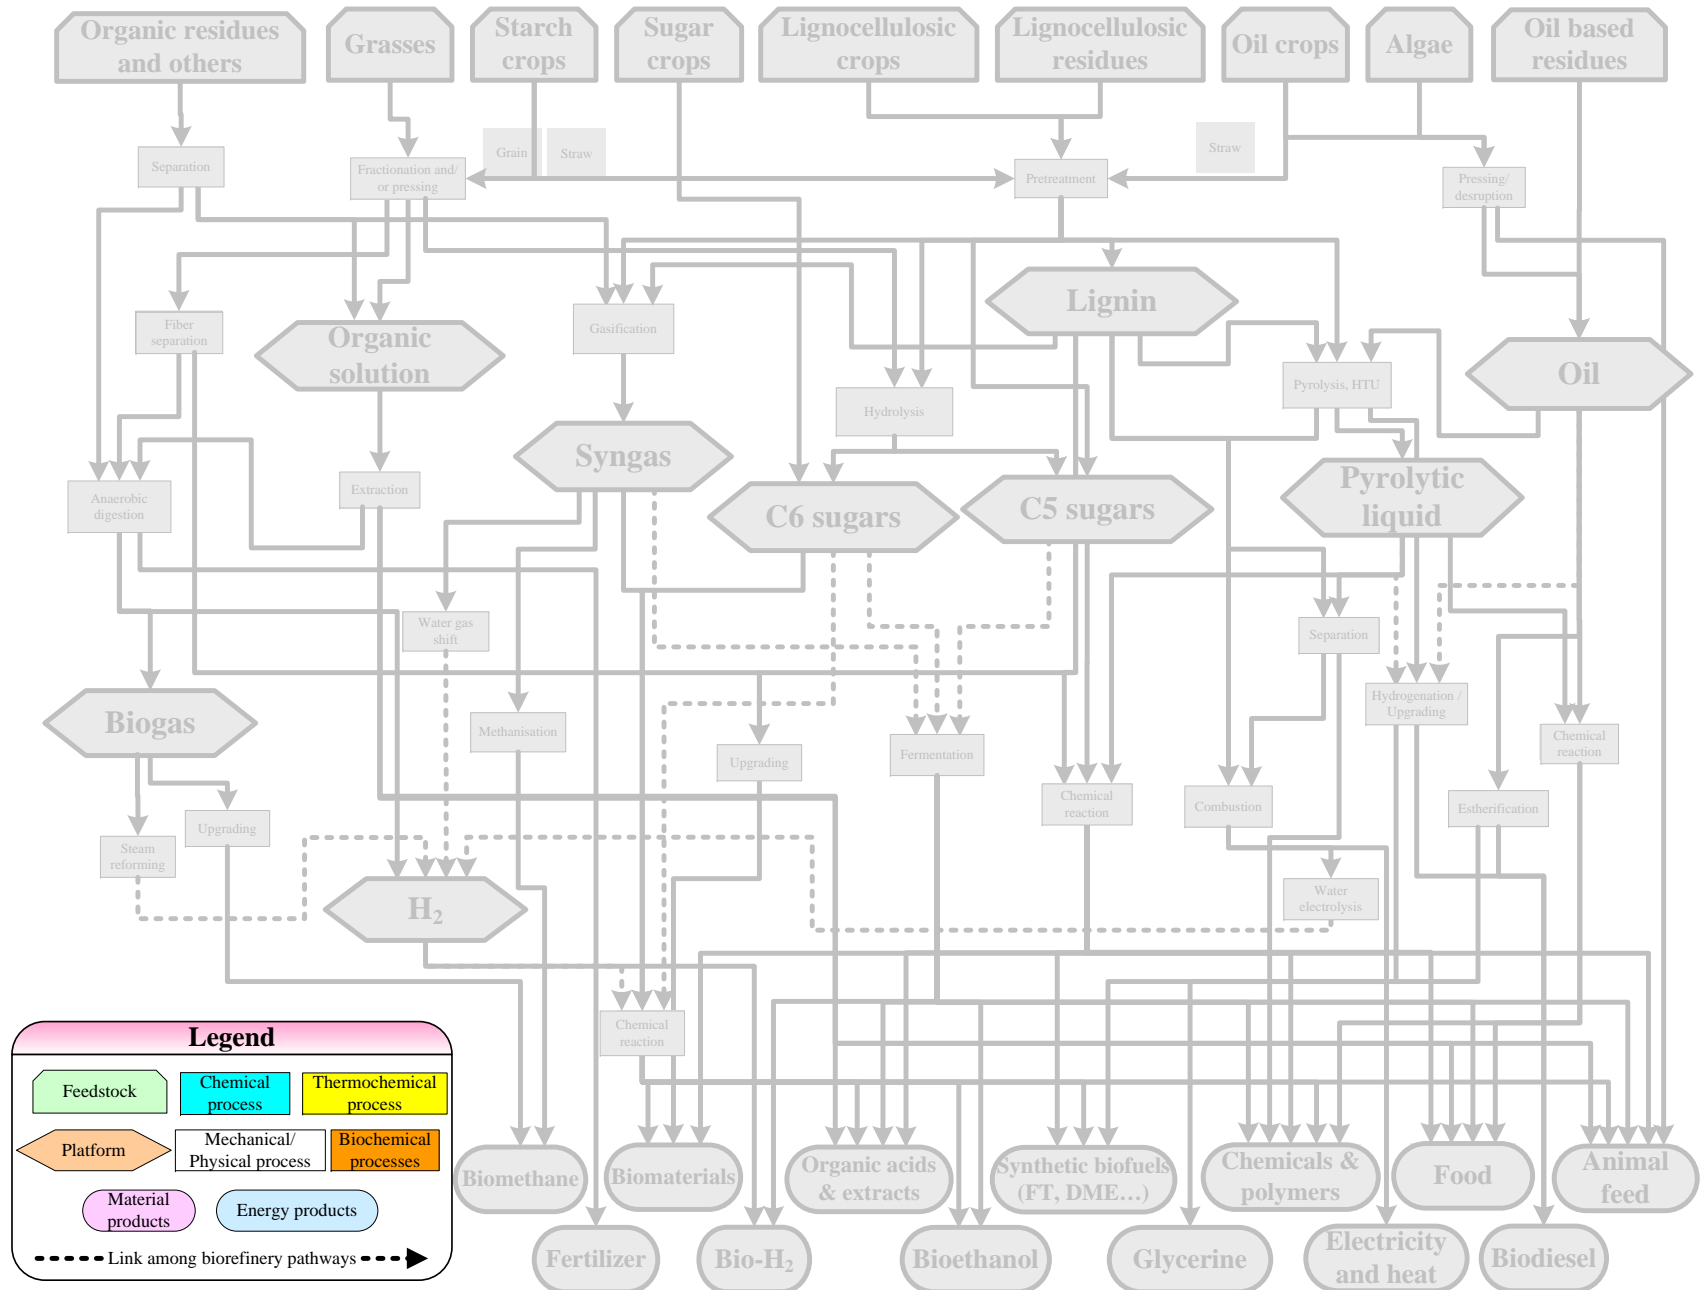 Organic residues
and others
Grasses
Starch
crops
Sugar
crops
Lignocellulosic
crops
Lignocellulosic
residues
Oil crops
Algae
Oil based
residues
Separation
Fractionation and/
or pressing
Grain
Straw
Pretreatment
Straw
Pressing/
desruption
Lignin
Fiber
separation
Organic
solution
Gasification
Pyrolysis, HTU
Oil
Hydrolysis
Syngas
Anaerobic
digestion
Extraction
C6 sugars
C5 sugars
Pyrolytic
liquid
Water gas
shift
Separation
Biogas
Methanisation
Upgrading
Fermentation
Hydrogenation /
Upgrading
Chemical
reaction
Upgrading
Steam
reforming
Chemical
reaction
Combustion
Estherification
H2
Water
electrolysis
Chemical
reaction
Legend
Feedstock
Chemical
process
Thermochemical
process
Platform
Mechanical/
Physical process
Biochemical
processes
Material
products
Energy products
Link among biorefinery pathways
Biomethane
Biomaterials
Organic acids
& extracts
Synthetic biofuels
(FT, DME…)
Chemicals &
polymers
Food
Animal
feed
Fertilizer
Bio-H2
Bioethanol
Glycerine
Electricity
and heat
Biodiesel